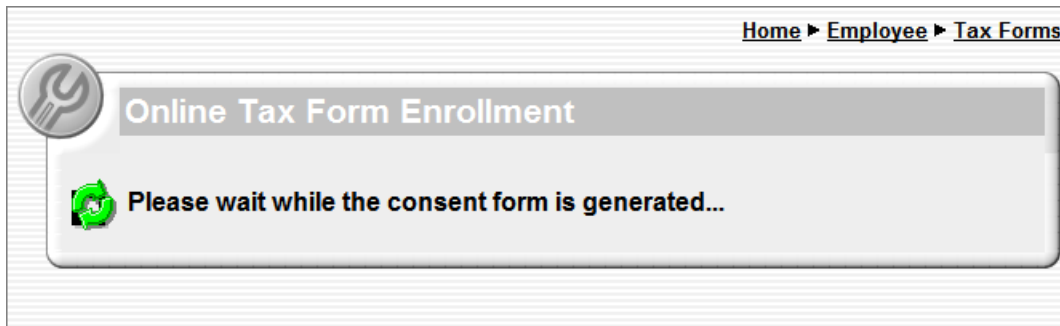 Home ▶ Employee ▶ Tax Forms
Online Tax Form Enrollment
Please wait while the consent form is generated...